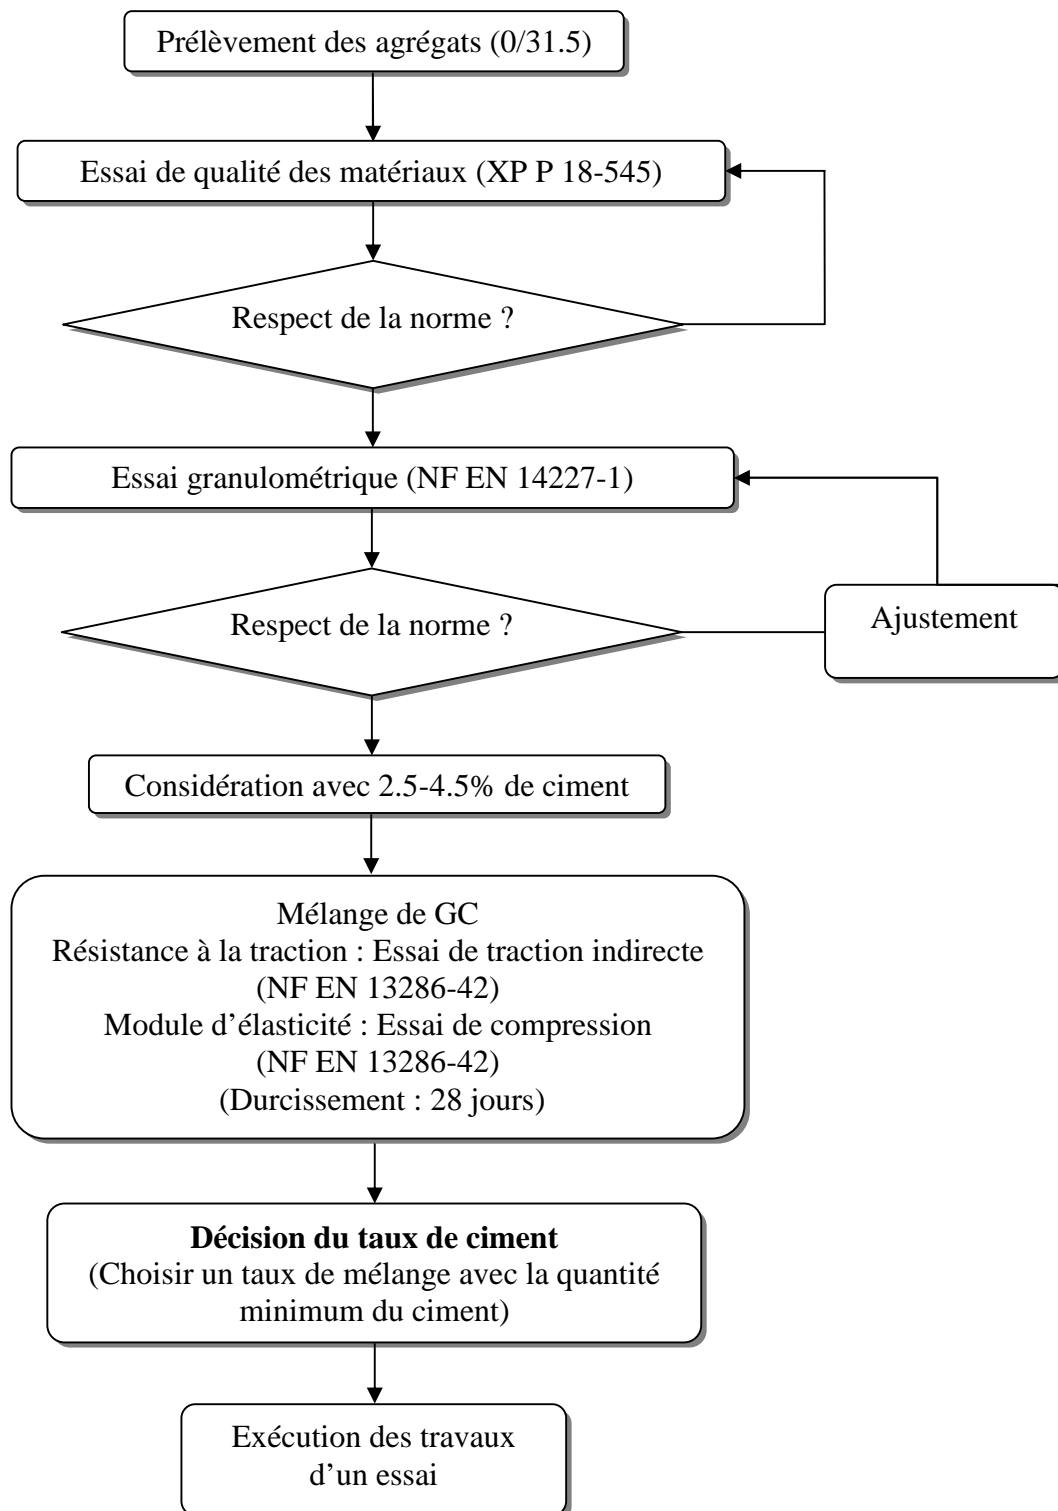 Prélèvement des agrégats (0/31.5)
Essai de qualité des matériaux (XP P 18-545)
Respect de la norme ?
Essai granulométrique (NF EN 14227-1)
Respect de la norme ?
Ajustement
Considération avec 2.5-4.5% de ciment
Mélange de GC
Résistance à la traction : Essai de traction indirecte
(NF EN 13286-42)
Module d’élasticité : Essai de compression
(NF EN 13286-42)
(Durcissement : 28 jours)
Décision du taux de ciment
(Choisir un taux de mélange avec la quantité
minimum du ciment)
Exécution des travaux
d’un essai